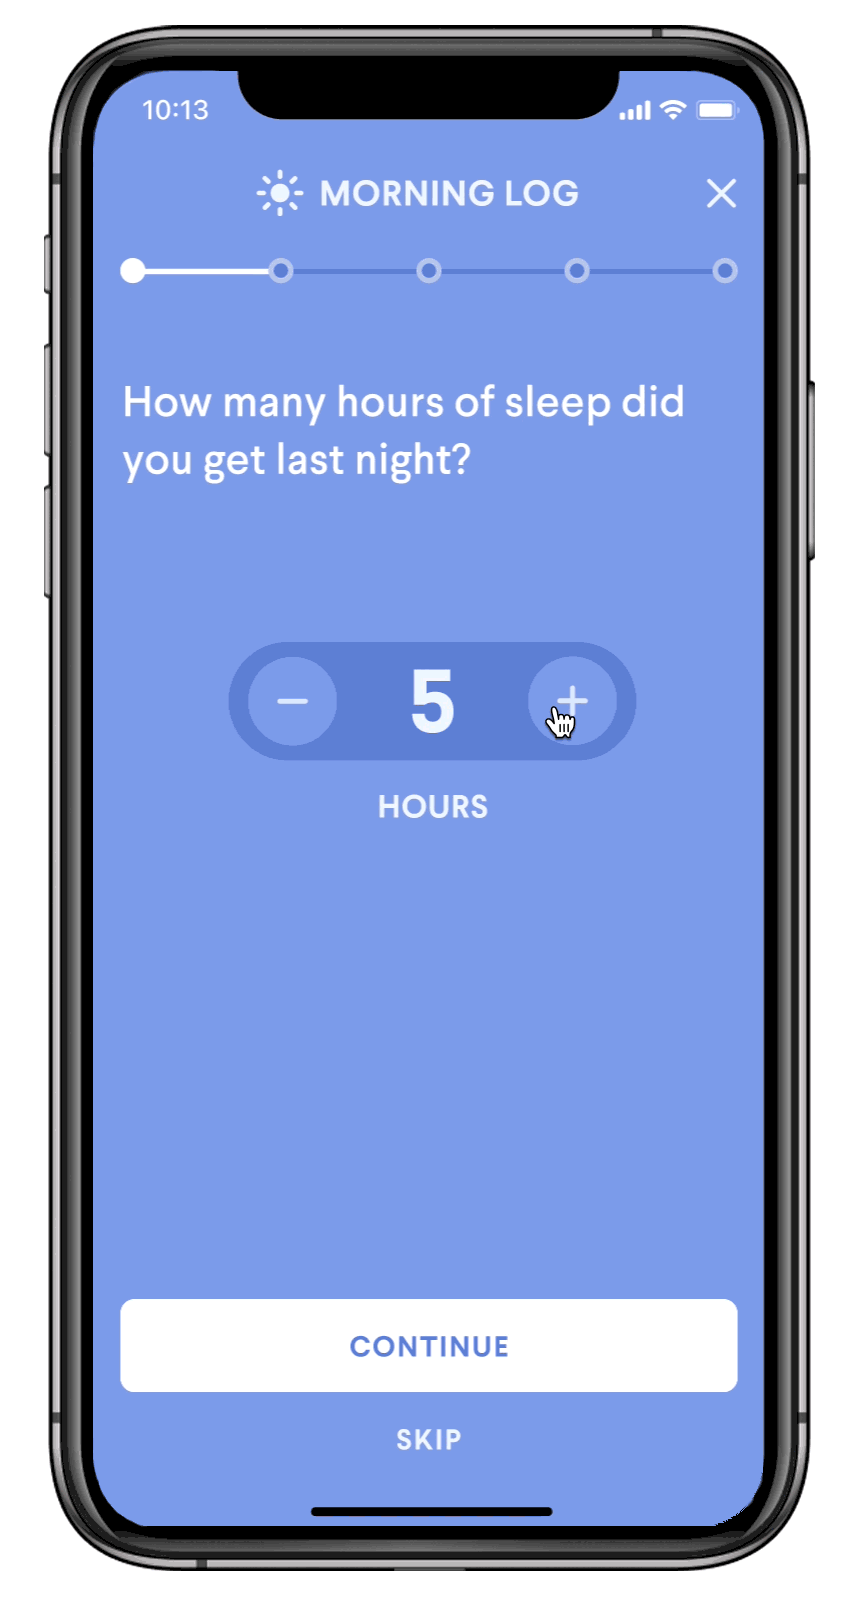 10:13
MORNING LOG
How many hours of sleep did
you get last night?
5
HOURS
CONTINUE
SKIP